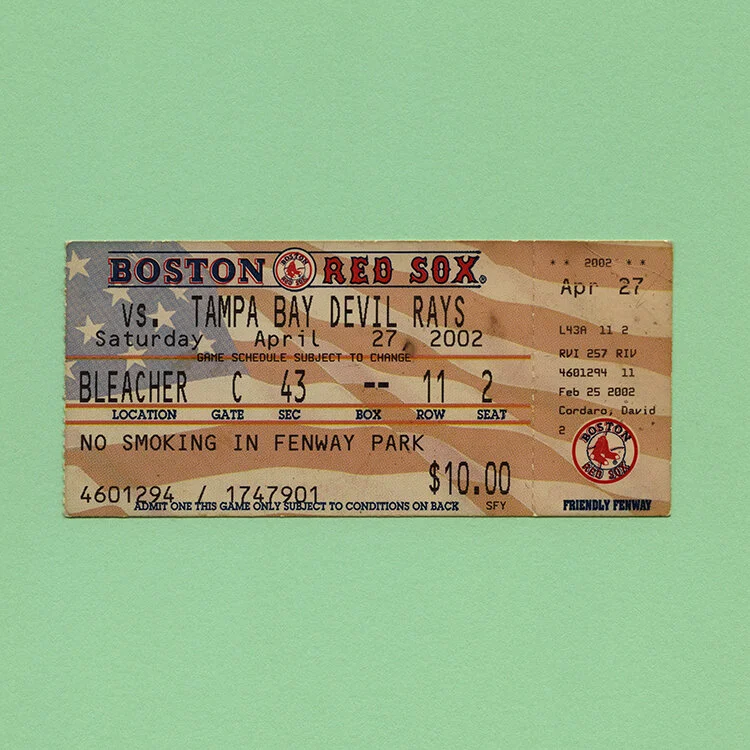 BOSTON RED SOX®
vs. TAMPA BAY DEVIL RAYS
Saturday April 27, 2002
GAME SCHEDULE SUBJECT TO CHANGE
BLEACHER C 43 -- 11 2
LOCATION GATE SEC BOX ROW SEAT
NO SMOKING IN FENWAY PARK
$10.00
4601294 / 1747901
ADMIT ONE THIS GAME ONLY SUBJECT TO CONDITIONS ON BACK
SFY
* * 2002 * *
Apr 27
L43A 11 2
RVI 257 RIV
4601294 11
Feb 25 2002
Cordaro, David
2
BOSTON
RED SOX
FRIENDLY FENWAY